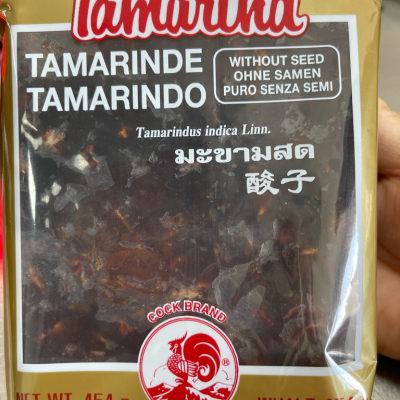 Tamarind
TAMARINDE
TAMARINDO
WITHOUT SEED
OHNE SAMEN
PURO SENZA SEMI
Tamarindus indica Linn.
มะขามสด
酸子
COCK BRAND
NET WT. 454 g